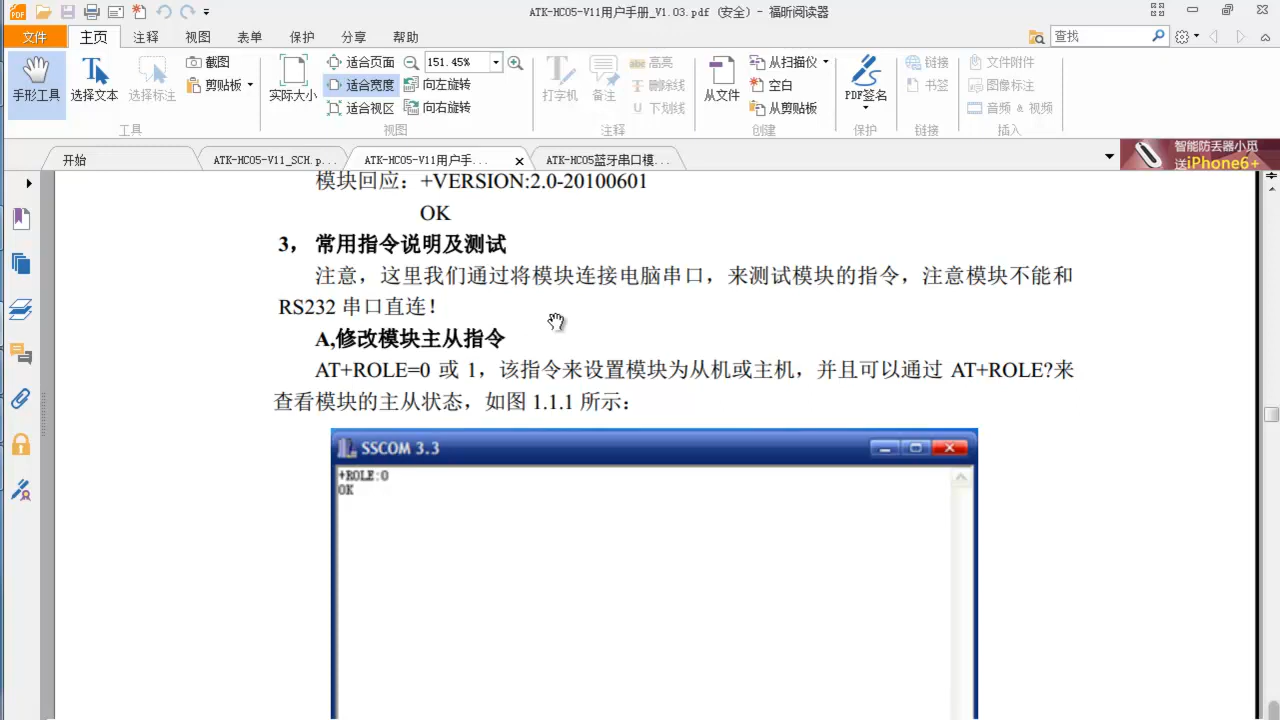 ATK-HC05-V11用户手册_V1.03.pdf (安全) - 福昕阅读器
文件 主页 注释 视图 表单 保护 分享 帮助 查找
手形工具 选择文本 选择标注 截图 剪贴板 实际大小 适合页面 适合宽度 适合视区 151.45% 向左旋转 向右旋转 打字机 备注 高亮 删除线 下划线 从文件 从扫描仪 空白 从剪贴板 PDF签名 链接 书签 文件附件 图像标注 音频 & 视频
工具 视图 注释 创建 保护 链接 插入
开始 ATK-HC05-V11_SCH.p... ATK-HC05-V11用户手... ATK-HC05蓝牙串口模...
智能防丢器小觅
送iPhone6+
模块回应：+VERSION:2.0-20100601
OK
3， 常用指令说明及测试
注意，这里我们通过将模块连接电脑串口，来测试模块的指令，注意模块不能和
RS232 串口直连！
A,修改模块主从指令
AT+ROLE=0 或 1，该指令来设置模块为从机或主机，并且可以通过 AT+ROLE?来
查看模块的主从状态，如图 1.1.1 所示：
SSCOM 3.3
+ROLE:0
OK